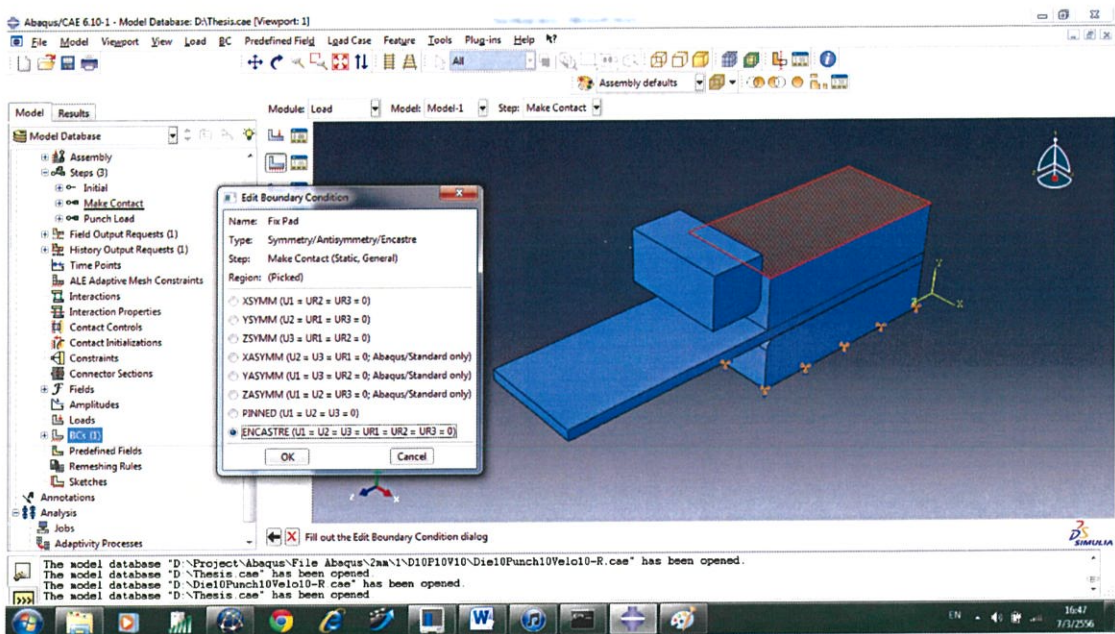 Abaqus/CAE 6.10-1 - Model Database: D:\Thesis.cae [Viewport: 1]
File Model Viewport View Load BC Predefined Field Load Case Feature Tools Plug-ins Help
All
Assembly defaults
Model Results
Module: Load Model: Model-1 Step: Make Contact
Model Database
Assembly
Steps (3)
Initial
Make Contact
Punch Load
Field Output Requests (1)
History Output Requests (1)
Time Points
ALE Adaptive Mesh Constraints
Interactions
Interaction Properties
Contact Controls
Contact Initializations
Constraints
Connector Sections
Fields
Amplitudes
Loads
BCs (1)
Predefined Fields
Remeshing Rules
Sketches
Annotations
Analysis
Jobs
Adaptivity Processes
Edit Boundary Condition
Name: Fix Pad
Type: Symmetry/Antisymmetry/Encastre
Step: Make Contact (Static, General)
Region: (Picked)
XSYMM (U1 = UR2 = UR3 = 0)
YSYMM (U2 = UR1 = UR3 = 0)
ZSYMM (U3 = UR1 = UR2 = 0)
XASYMM (U2 = U3 = UR1 = 0; Abaqus/Standard only)
YASYMM (U1 = U3 = UR2 = 0; Abaqus/Standard only)
ZASYMM (U1 = U2 = UR3 = 0; Abaqus/Standard only)
PINNED (U1 = U2 = U3 = 0)
ENCASTRE (U1 = U2 = U3 = UR1 = UR2 = UR3 = 0)
OK Cancel
Y
X
Z
Z X
Fill out the Edit Boundary Condition dialog
SIMULIA
The model database "D:\Project\Abaqus\File Abaqus\2mm\1\D10P10V10\Die10Punch10Velo10-R.cae" has been opened.
The model database "D:\Thesis.cae" has been opened.
The model database "D:\Die10Punch10Velo10-R.cae" has been opened.
The model database "D:\Thesis.cae" has been opened
EN
16:47
7/3/2556